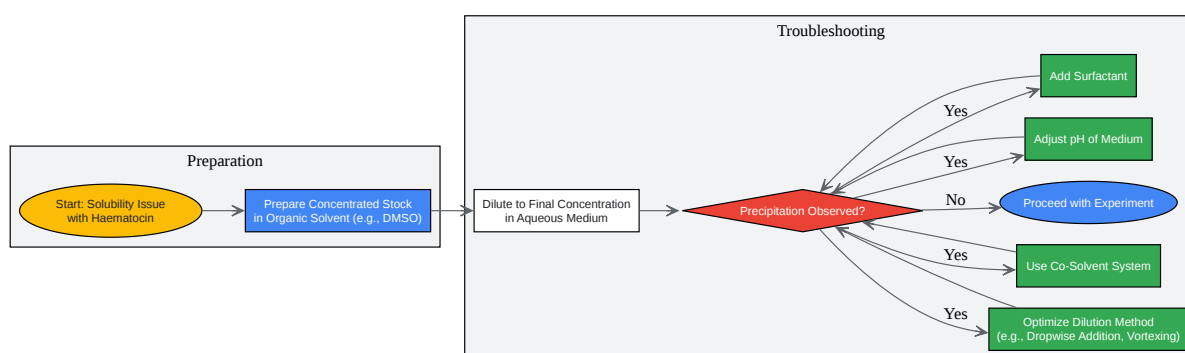 Troubleshooting
Add Surfactant
Yes
Adjust pH of Medium
Yes
Preparation
Start: Solubility Issue
with Haematocin
Prepare Concentrated Stock
in Organic Solvent (e.g., DMSO)
Dilute to Final Concentration
in Aqueous Medium
Precipitation Observed?
No
Proceed with Experiment
Yes
Use Co-Solvent System
Yes
Optimize Dilution Method
(e.g., Dropwise Addition, Vortexing)